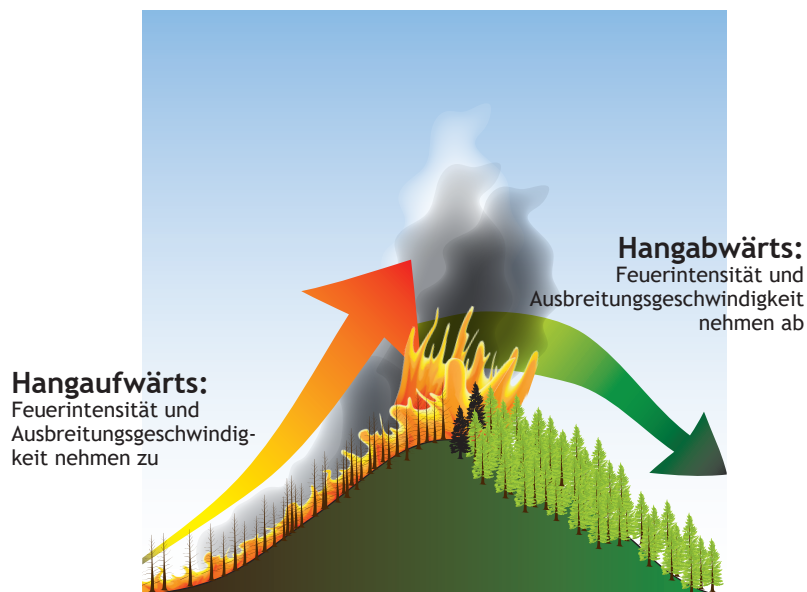 Hangabwärts:
Feuerintensität und
Ausbreitungsgeschwindigkeit
nehmen ab
Hangaufwärts:
Feuerintensität und
Ausbreitungsgeschwindig-
keit nehmen zu